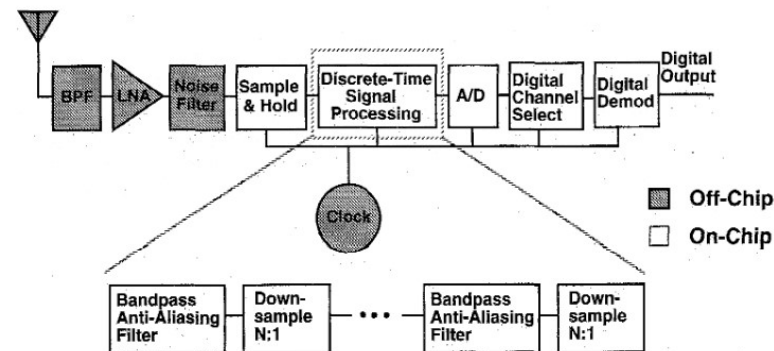 BPF
LNA
Noise
Filter
Sample
& Hold
Discrete-Time
Signal
Processing
A/D
Digital
Channel
Select
Digital
Demod
Digital
Output
Clock
Off-Chip
On-Chip
Bandpass
Anti-Aliasing
Filter
Down-
sample
N:1
•••
Bandpass
Anti-Aliasing
Filter
Down-
sample
N:1